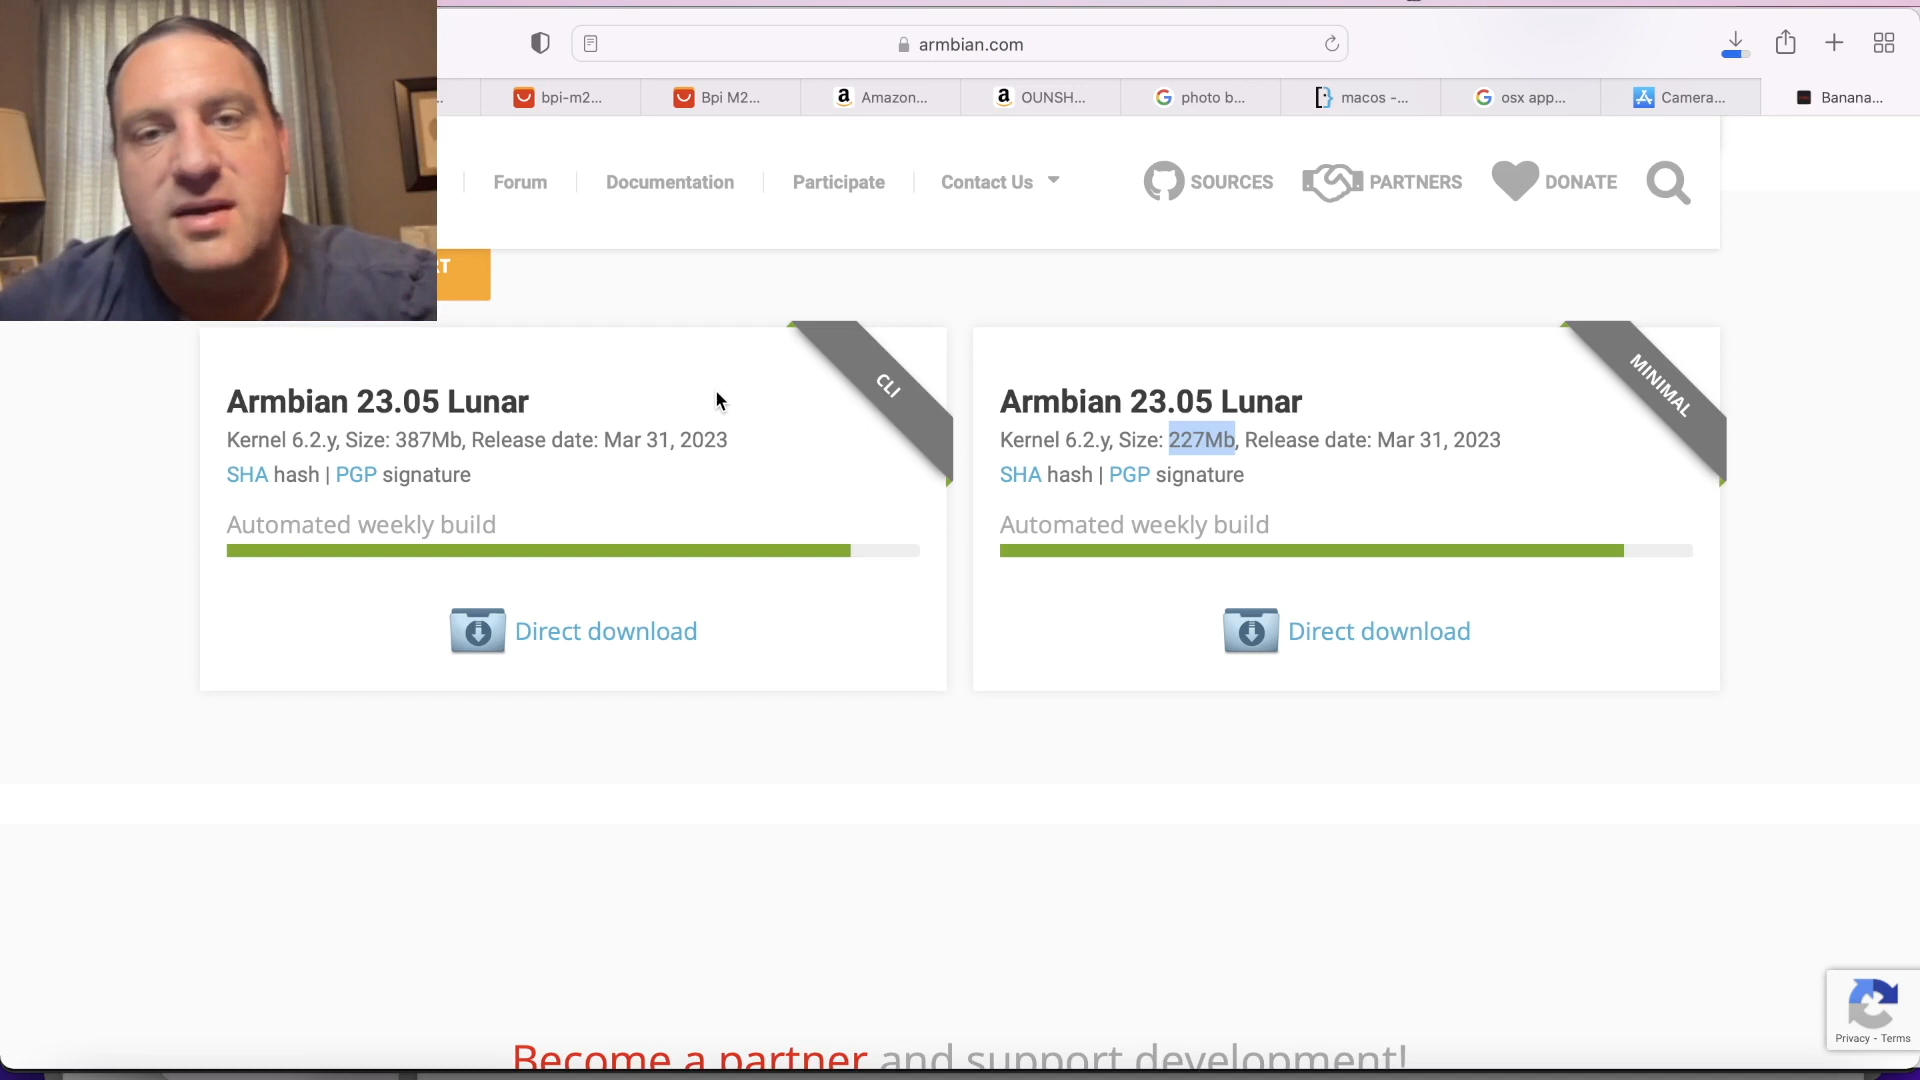 armbian.com
bpi-m2...
Bpi M2...
Amazon...
OUNSH...
photo b...
macos -...
osx app...
Camera...
Banana...
Forum
Documentation
Participate
Contact Us
SOURCES
PARTNERS
DONATE
RT
Armbian 23.05 Lunar
Kernel 6.2.y, Size: 387Mb, Release date: Mar 31, 2023
SHA hash | PGP signature
Automated weekly build
Direct download
CLI
Armbian 23.05 Lunar
Kernel 6.2.y, Size: 227Mb, Release date: Mar 31, 2023
SHA hash | PGP signature
Automated weekly build
Direct download
MINIMAL
Become a partner and support development!
Privacy - Terms